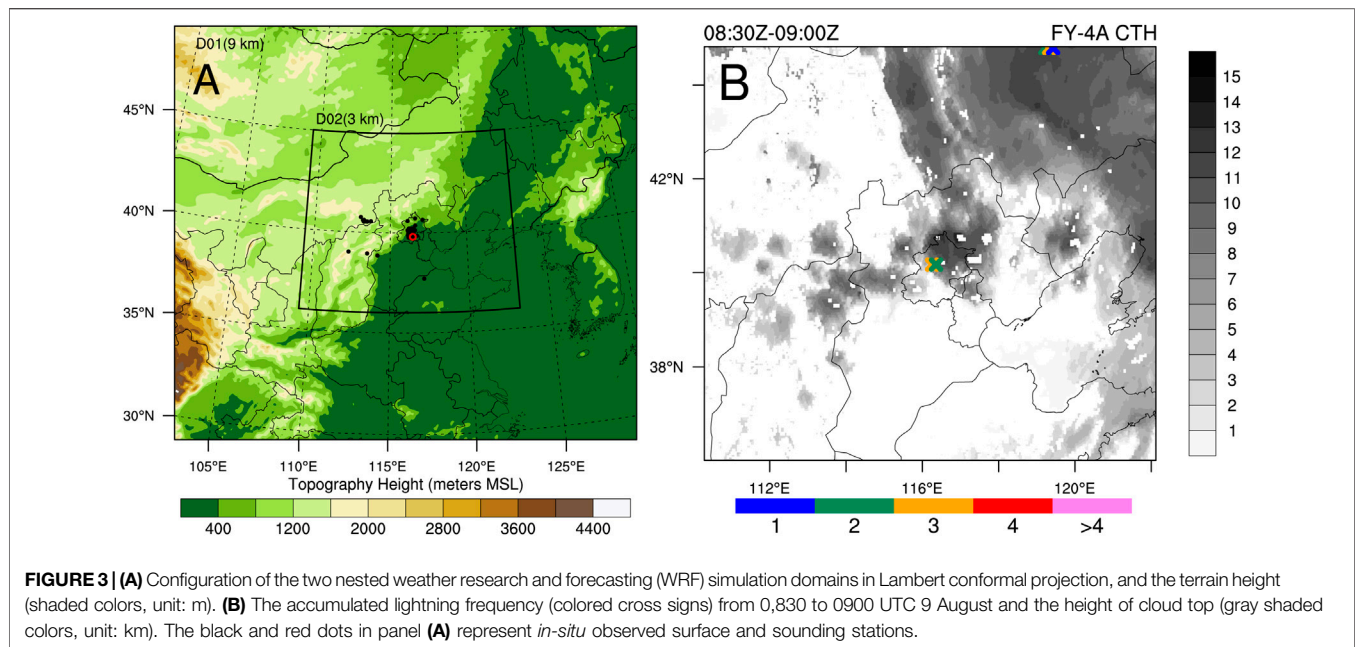 D01(9 km)
A
D02(3 km)
45°N
40°N
35°N
30°N
105°E 110°E 115°E 120°E 125°E
Topography Height (meters MSL)
400 1200 2000 2800 3600 4400
08:30Z-09:00Z FY-4A CTH
B
42°N
38°N
112°E 116°E 120°E
1 2 3 4 >4
15
14
13
12
11
10
9
8
7
6
5
4
3
2
1
FIGURE 3 | (A) Configuration of the two nested weather research and forecasting (WRF) simulation domains in Lambert conformal projection, and the terrain height
(shaded colors, unit: m). (B) The accumulated lightning frequency (colored cross signs) from 0,830 to 0900 UTC 9 August and the height of cloud top (gray shaded
colors, unit: km). The black and red dots in panel (A) represent in-situ observed surface and sounding stations.